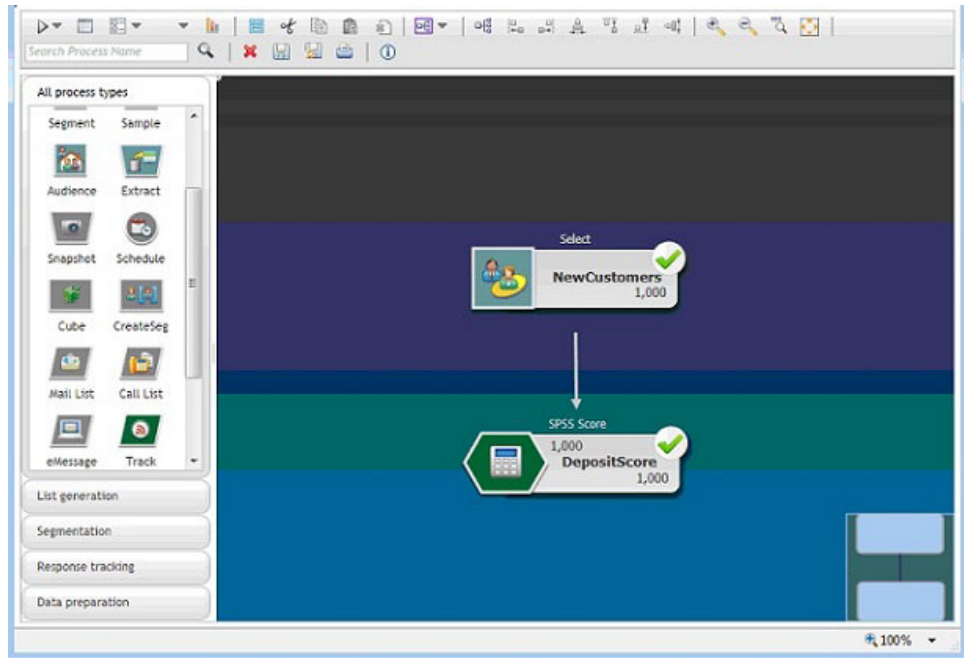 Search Process Name
All process types
Segment Sample
Audience Extract
Snapshot Schedule
Cube CreateSeg
Mail List Call List
eMessage Track
List generation
Segmentation
Response tracking
Data preparation
Select
NewCustomers
1,000
SPSS Score
1,000
DepositScore
1,000
100%